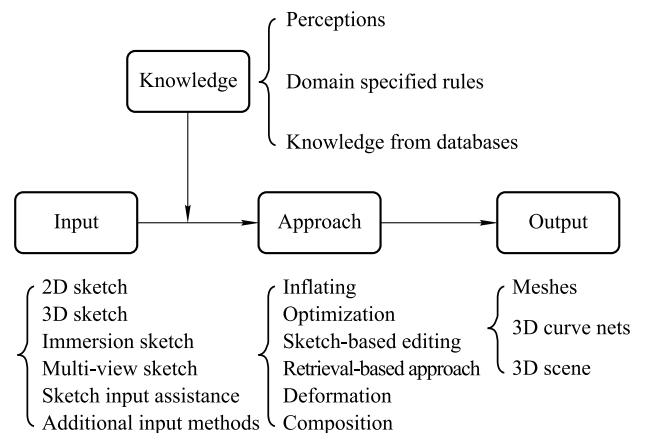 Perceptions
Knowledge
Domain specified rules
Knowledge from databases
Input
Approach
Output
2D sketch
3D sketch
Immersion sketch
Multi-view sketch
Sketch input assistance
Additional input methods
Inflating
Optimization
Sketch-based editing
Retrieval-based approach
Deformation
Composition
Meshes
3D curve nets
3D scene